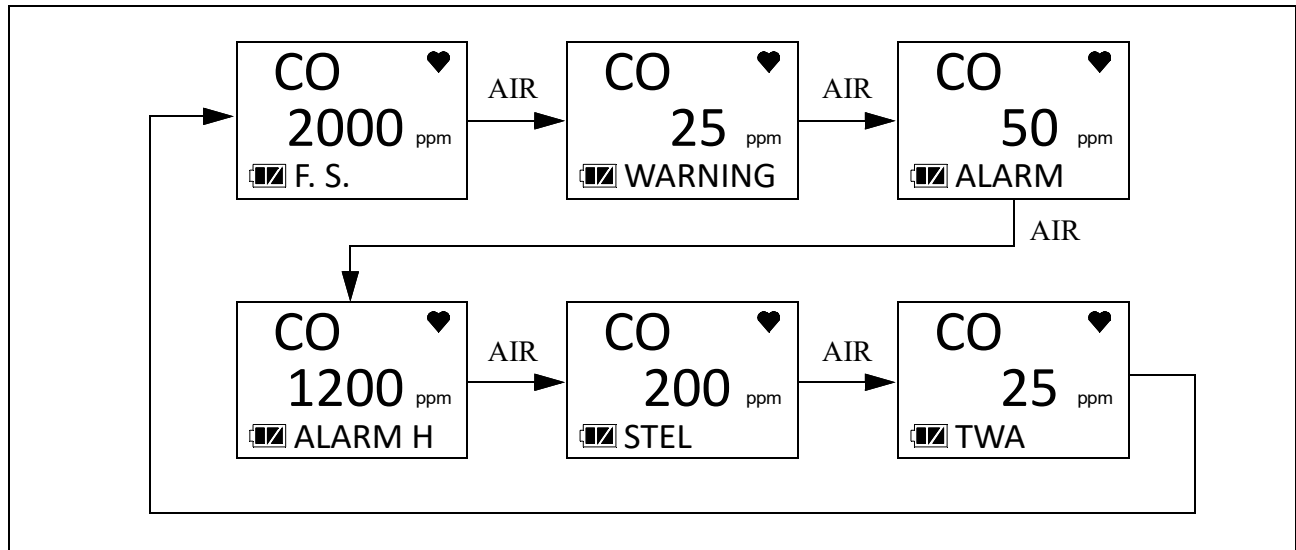 CO
2000 ppm
F. S.
AIR
CO
25 ppm
WARNING
AIR
CO
50 ppm
ALARM
AIR
CO
1200 ppm
ALARM H
AIR
CO
200 ppm
STEL
AIR
CO
25 ppm
TWA